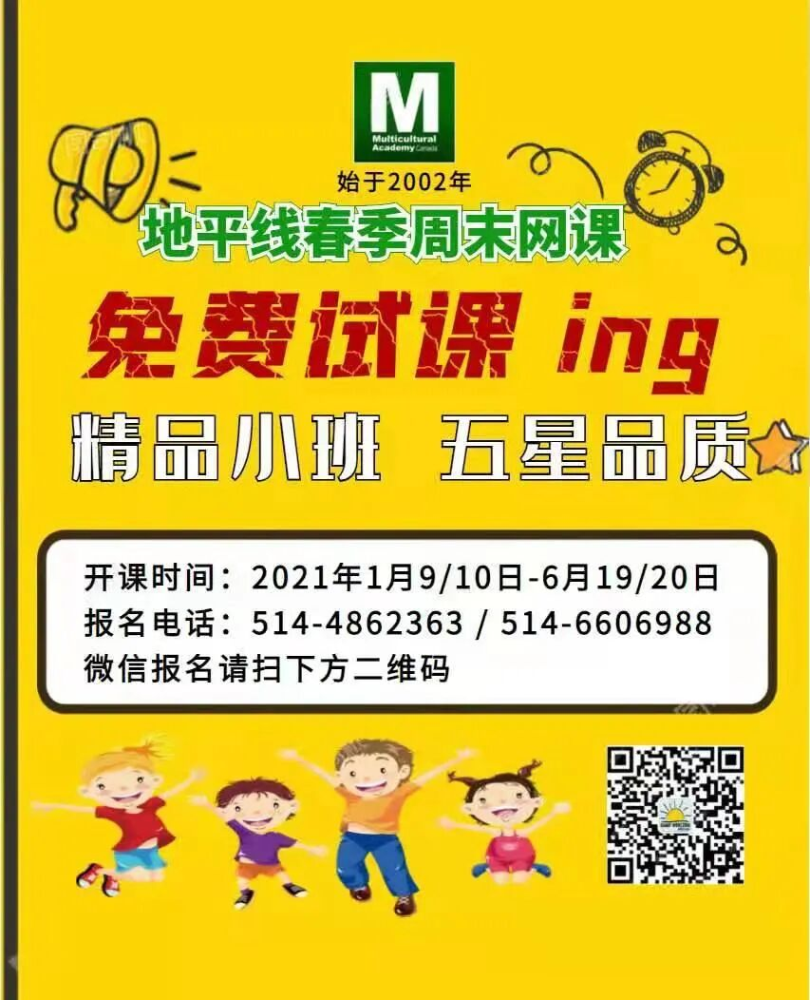 M
Multicultural
Academy Canada
始于2002年
地平线春季周末网课
免费试课 ing
精品小班 五星品质
开课时间：2021年1月9/10日-6月19/20日
报名电话：514-4862363 / 514-6606988
微信报名请扫下方二维码